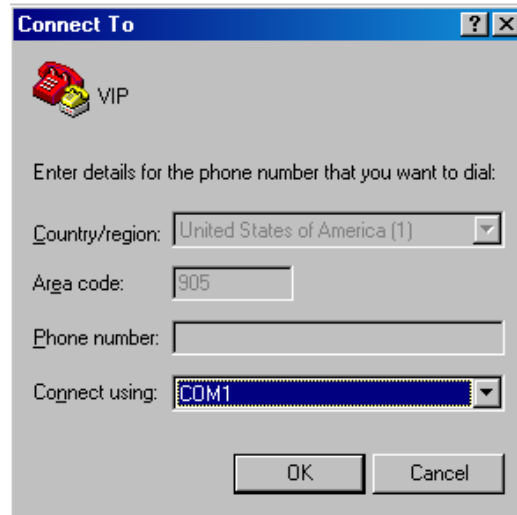 Connect To
VIP
Enter details for the phone number that you want to dial:
Country/region: United States of America (1)
Area code: 905
Phone number:
Connect using: COM1
OK Cancel